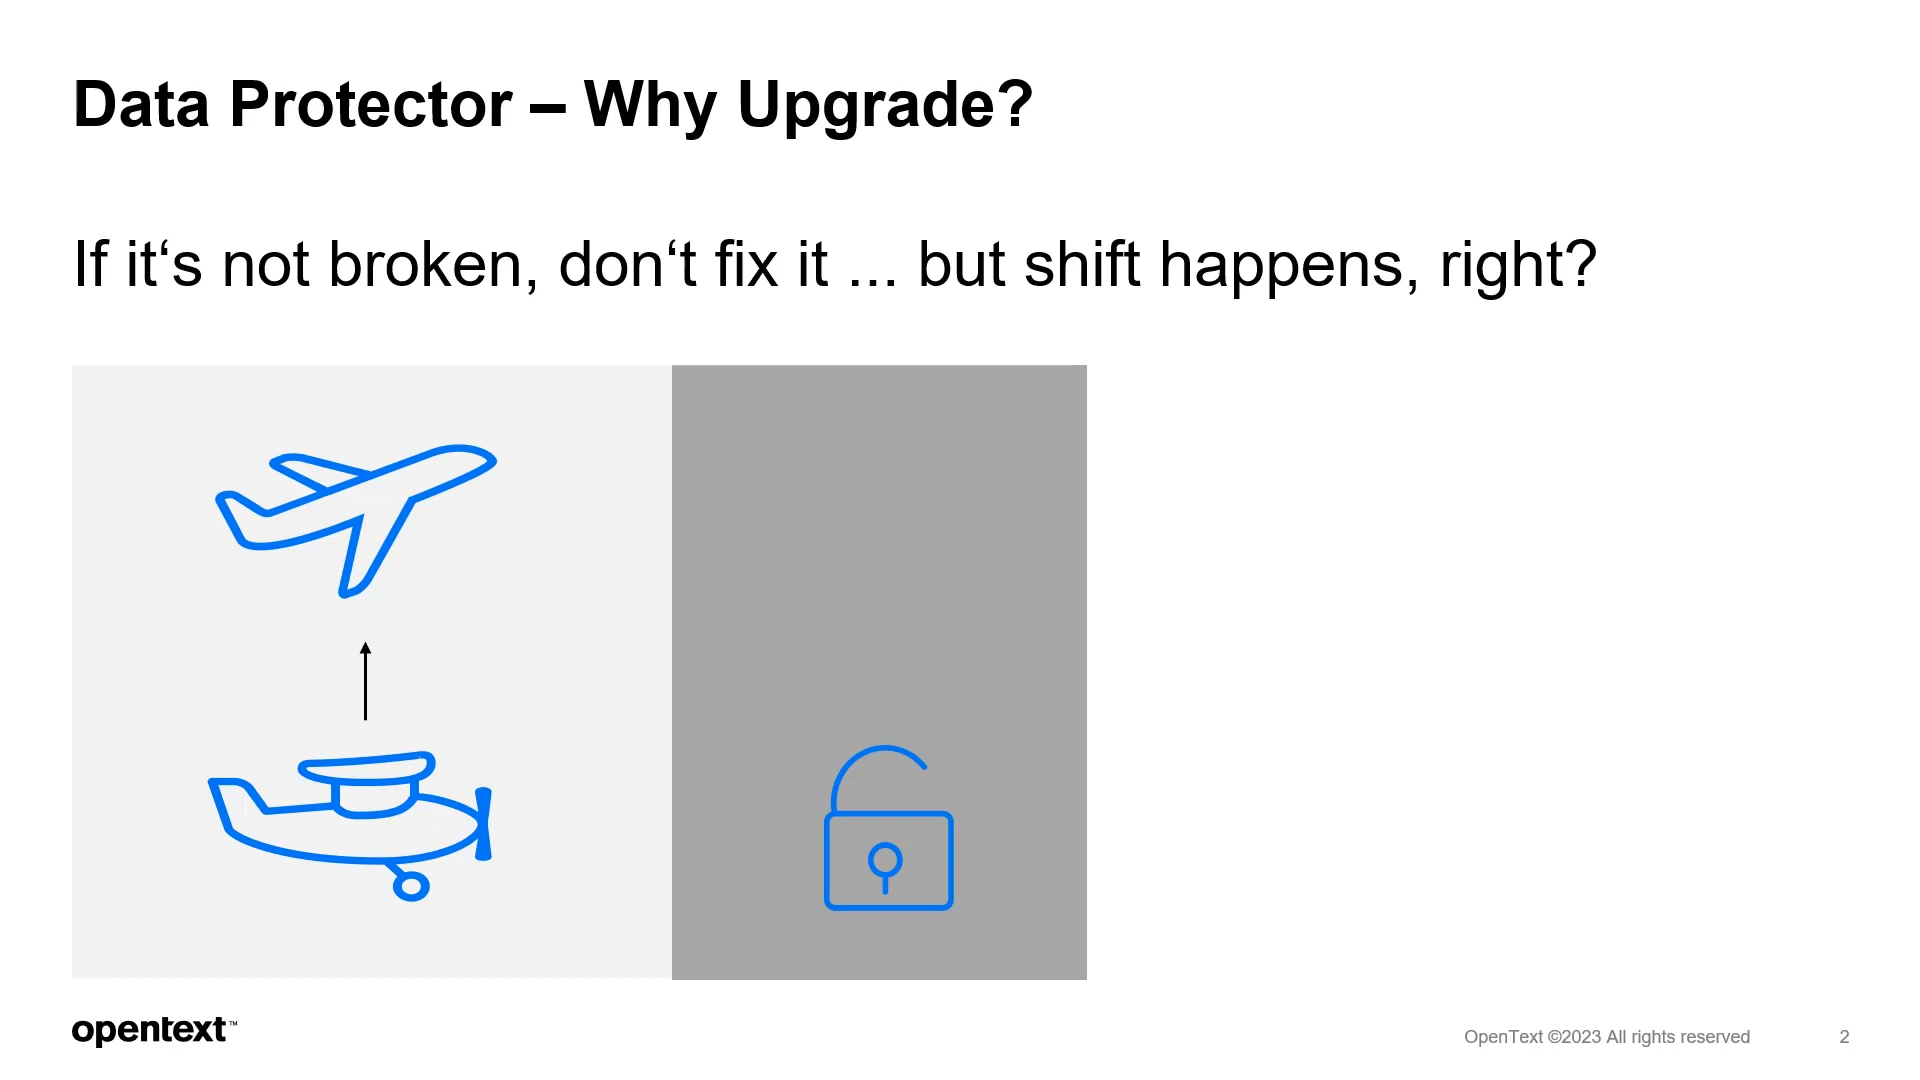 Data Protector – Why Upgrade?
If it‘s not broken, don‘t fix it ... but shift happens, right?
opentext™
OpenText ©2023 All rights reserved
2